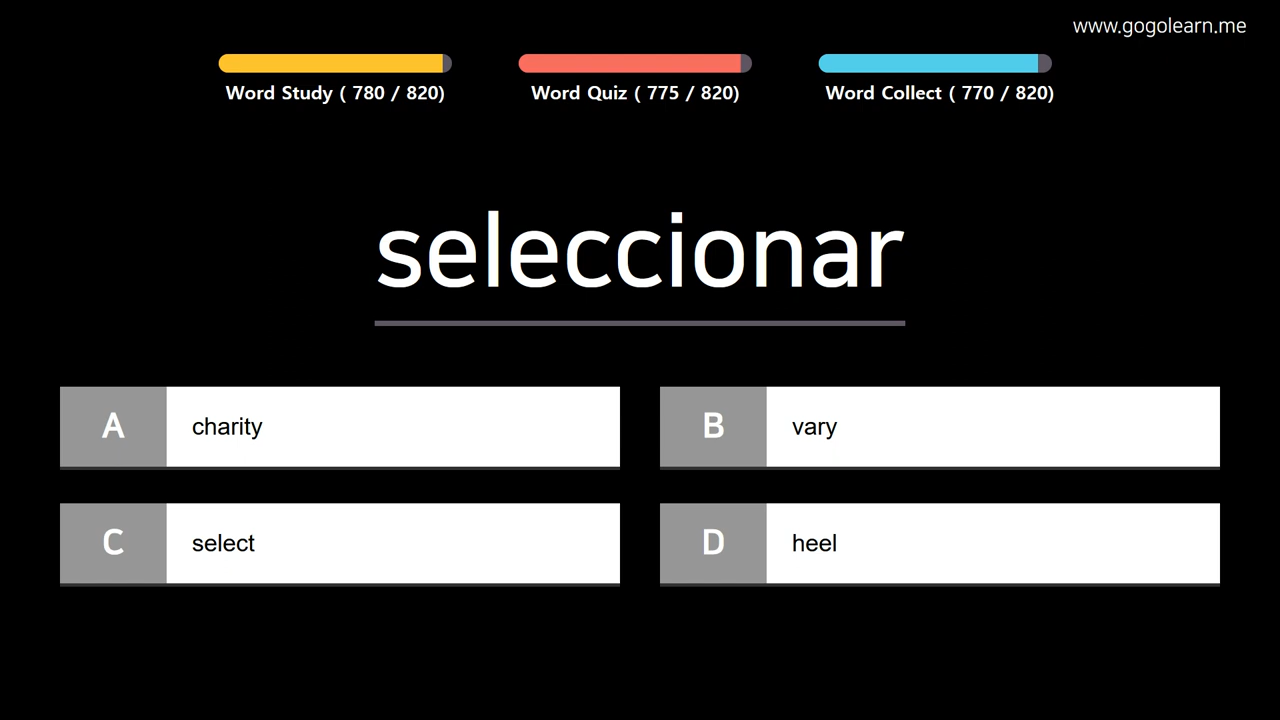 www.gogolearn.me
Word Study ( 780 / 820)
Word Quiz ( 775 / 820)
Word Collect ( 770 / 820)
seleccionar
A charity
B vary
C select
D heel